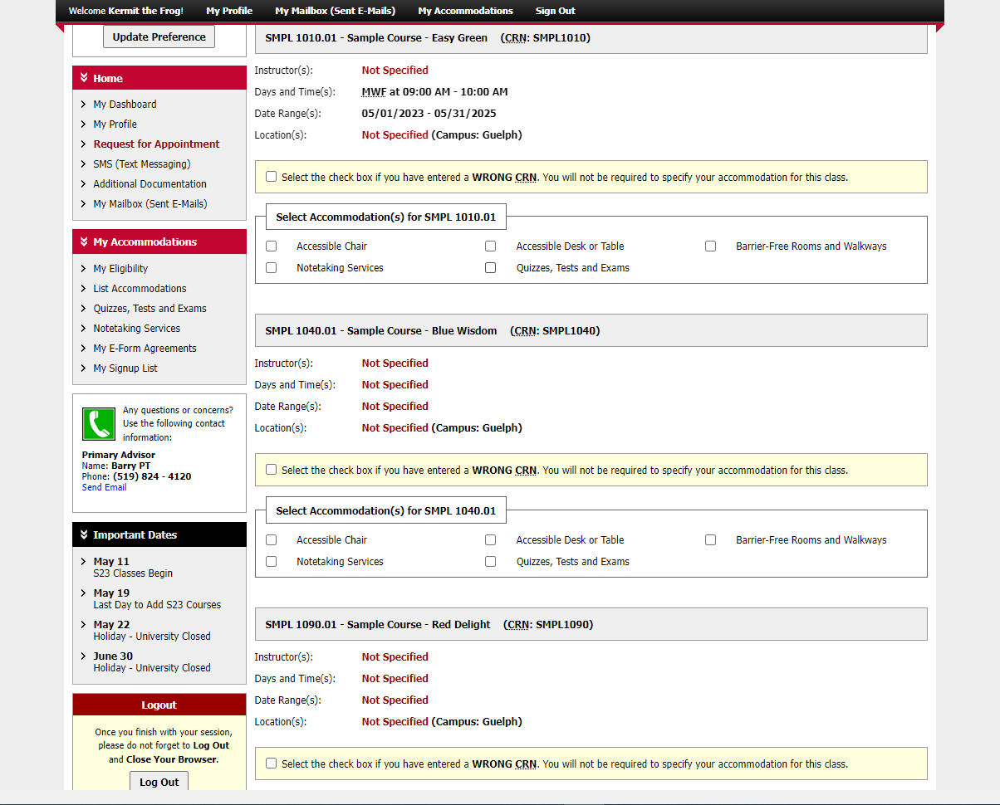 Welcome Kermit the Frog! My Profile My Mailbox (Sent E-Mails) My Accommodations Sign Out
Update Preference
Home
My Dashboard
My Profile
Request for Appointment
SMS (Text Messaging)
Additional Documentation
My Mailbox (Sent E-Mails)
My Accommodations
My Eligibility
List Accommodations
Quizzes, Tests and Exams
Notetaking Services
My E-Form Agreements
My Signup List
Any questions or concerns?
Use the following contact
information:
Primary Advisor
Name: Barry PT
Phone: (519) 824 - 4120
Send Email
Important Dates
May 11
S23 Classes Begin
May 19
Last Day to Add S23 Courses
May 22
Holiday - University Closed
June 30
Holiday - University Closed
Logout
Once you finish with your session,
please do not forget to Log Out
and Close Your Browser.
Log Out
SMPL 1010.01 - Sample Course - Easy Green (CRN: SMPL1010)
Instructor(s): Not Specified
Days and Time(s): MWF at 09:00 AM - 10:00 AM
Date Range(s): 05/01/2023 - 05/31/2025
Location(s): Not Specified (Campus: Guelph)
Select the check box if you have entered a WRONG CRN. You will not be required to specify your accommodation for this class.
Select Accommodation(s) for SMPL 1010.01
Accessible Chair Accessible Desk or Table Barrier-Free Rooms and Walkways
Notetaking Services Quizzes, Tests and Exams
SMPL 1040.01 - Sample Course - Blue Wisdom (CRN: SMPL1040)
Instructor(s): Not Specified
Days and Time(s): Not Specified
Date Range(s): Not Specified
Location(s): Not Specified (Campus: Guelph)
Select the check box if you have entered a WRONG CRN. You will not be required to specify your accommodation for this class.
Select Accommodation(s) for SMPL 1040.01
Accessible Chair Accessible Desk or Table Barrier-Free Rooms and Walkways
Notetaking Services Quizzes, Tests and Exams
SMPL 1090.01 - Sample Course - Red Delight (CRN: SMPL1090)
Instructor(s): Not Specified
Days and Time(s): Not Specified
Date Range(s): Not Specified
Location(s): Not Specified (Campus: Guelph)
Select the check box if you have entered a WRONG CRN. You will not be required to specify your accommodation for this class.